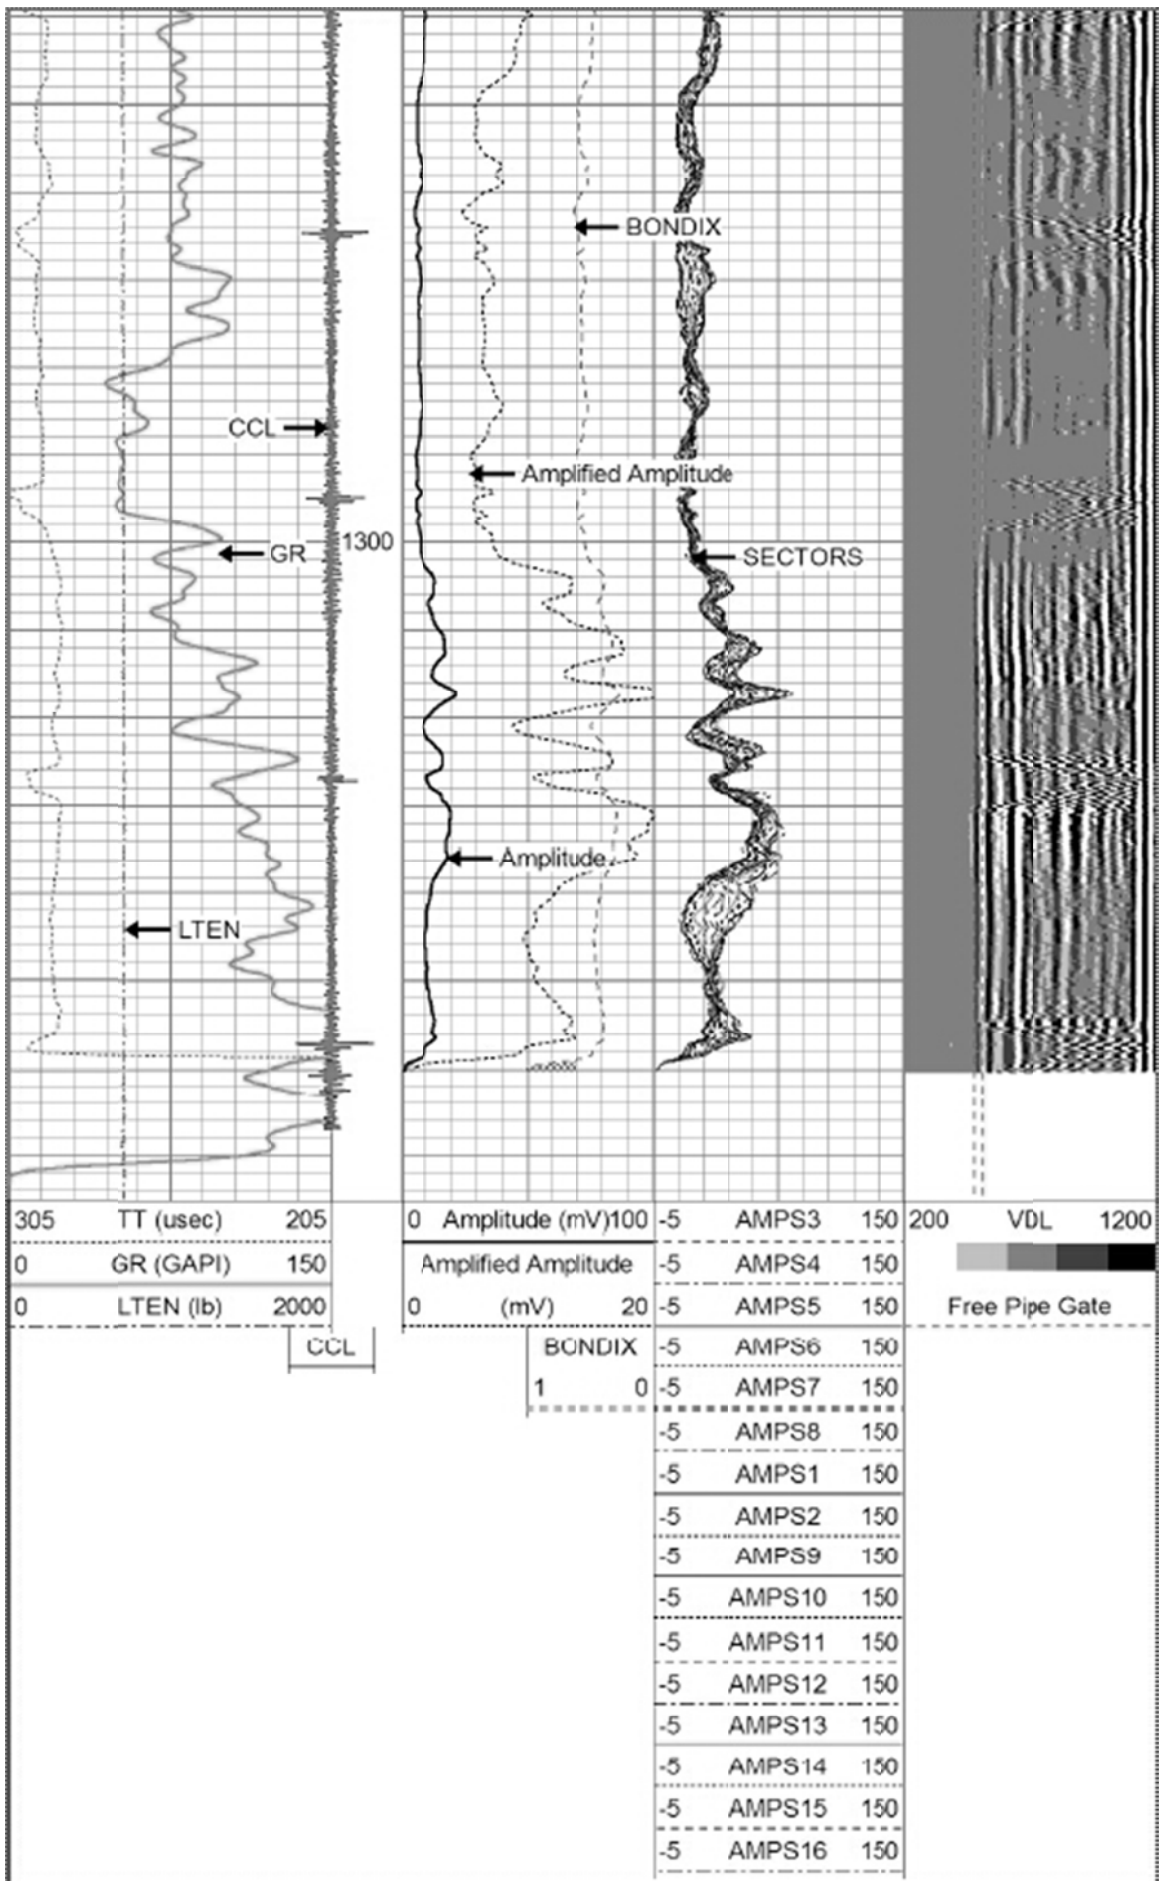 BONDIX
CCL
Amplified Amplitude
1300
GR
SECTORS
Amplitude
LTEN
305 TT (usec) 205
0 Amplitude (mV)100
-5 AMPS3 150
200 VDL 1200
0 GR (GAPI) 150
Amplified Amplitude
-5 AMPS4 150
0 LTEN (lb) 2000
0 (mV) 20
-5 AMPS5 150
Free Pipe Gate
CCL
BONDIX
-5 AMPS6 150
1 0
-5 AMPS7 150
-5 AMPS8 150
-5 AMPS1 150
-5 AMPS2 150
-5 AMPS9 150
-5 AMPS10 150
-5 AMPS11 150
-5 AMPS12 150
-5 AMPS13 150
-5 AMPS14 150
-5 AMPS15 150
-5 AMPS16 150